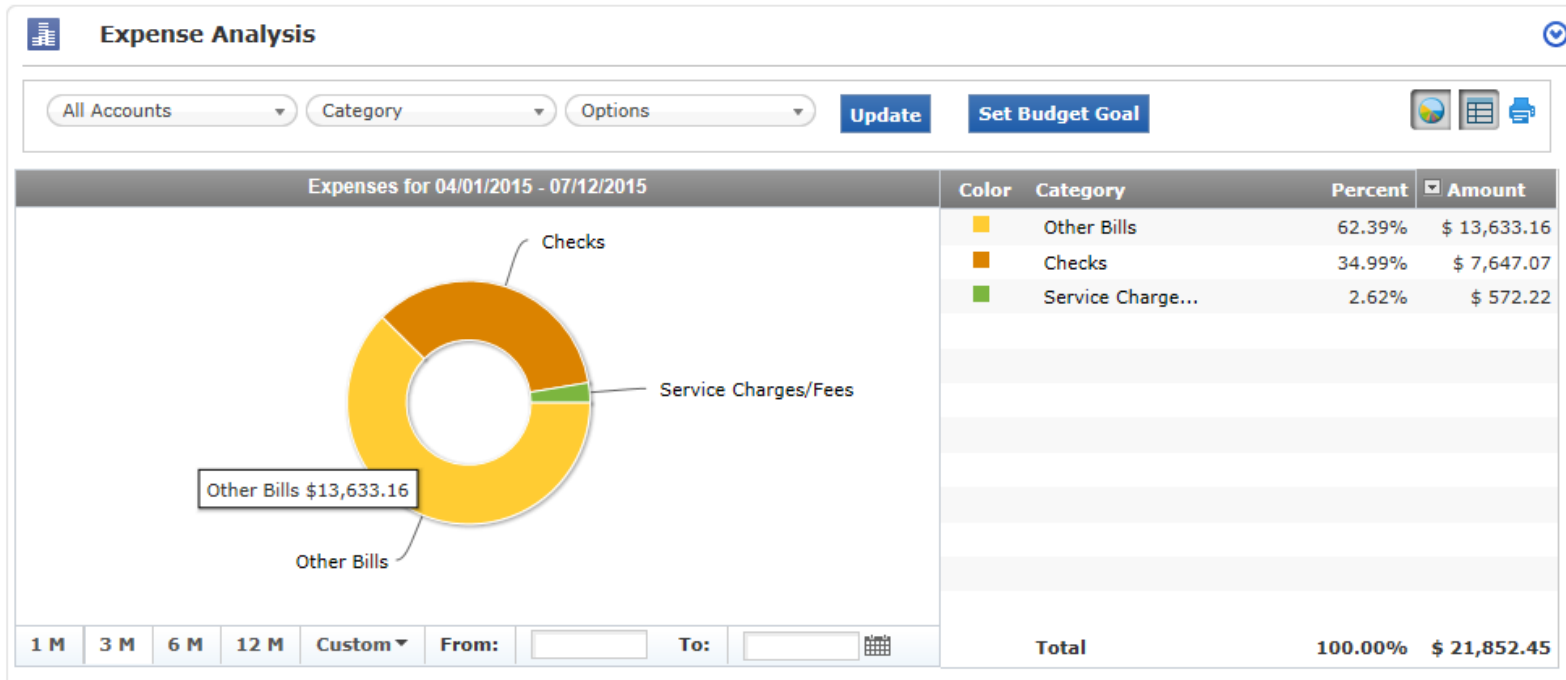 Expense Analysis
All Accounts Category Options Update Set Budget Goal
Expenses for 04/01/2015 - 07/12/2015
Checks
Service Charges/Fees
Other Bills $13,633.16
Other Bills
1 M 3 M 6 M 12 M Custom From: To:
Color Category Percent Amount
Other Bills 62.39% $ 13,633.16
Checks 34.99% $ 7,647.07
Service Charge... 2.62% $ 572.22
Total 100.00% $ 21,852.45